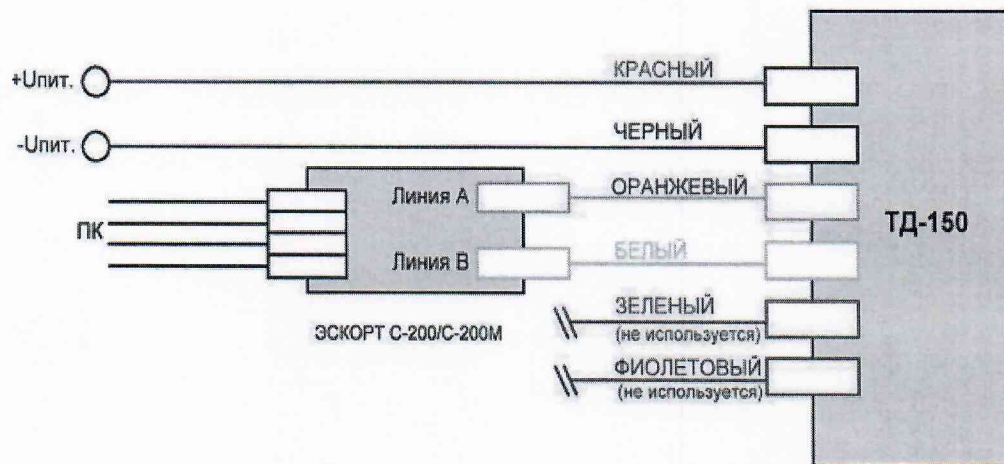 КРАСНЫЙ
+Uпит.
ЧЕРНЫЙ
-Uпит.
ОРАНЖЕВЫЙ
Линия А
ТД-150
ПК
БЕЛЫЙ
Линия В
ЗЕЛЕНЫЙ
(не используется)
ЭСКОРТ С-200/С-200М
ФИОЛЕТОВЫЙ
(не используется)